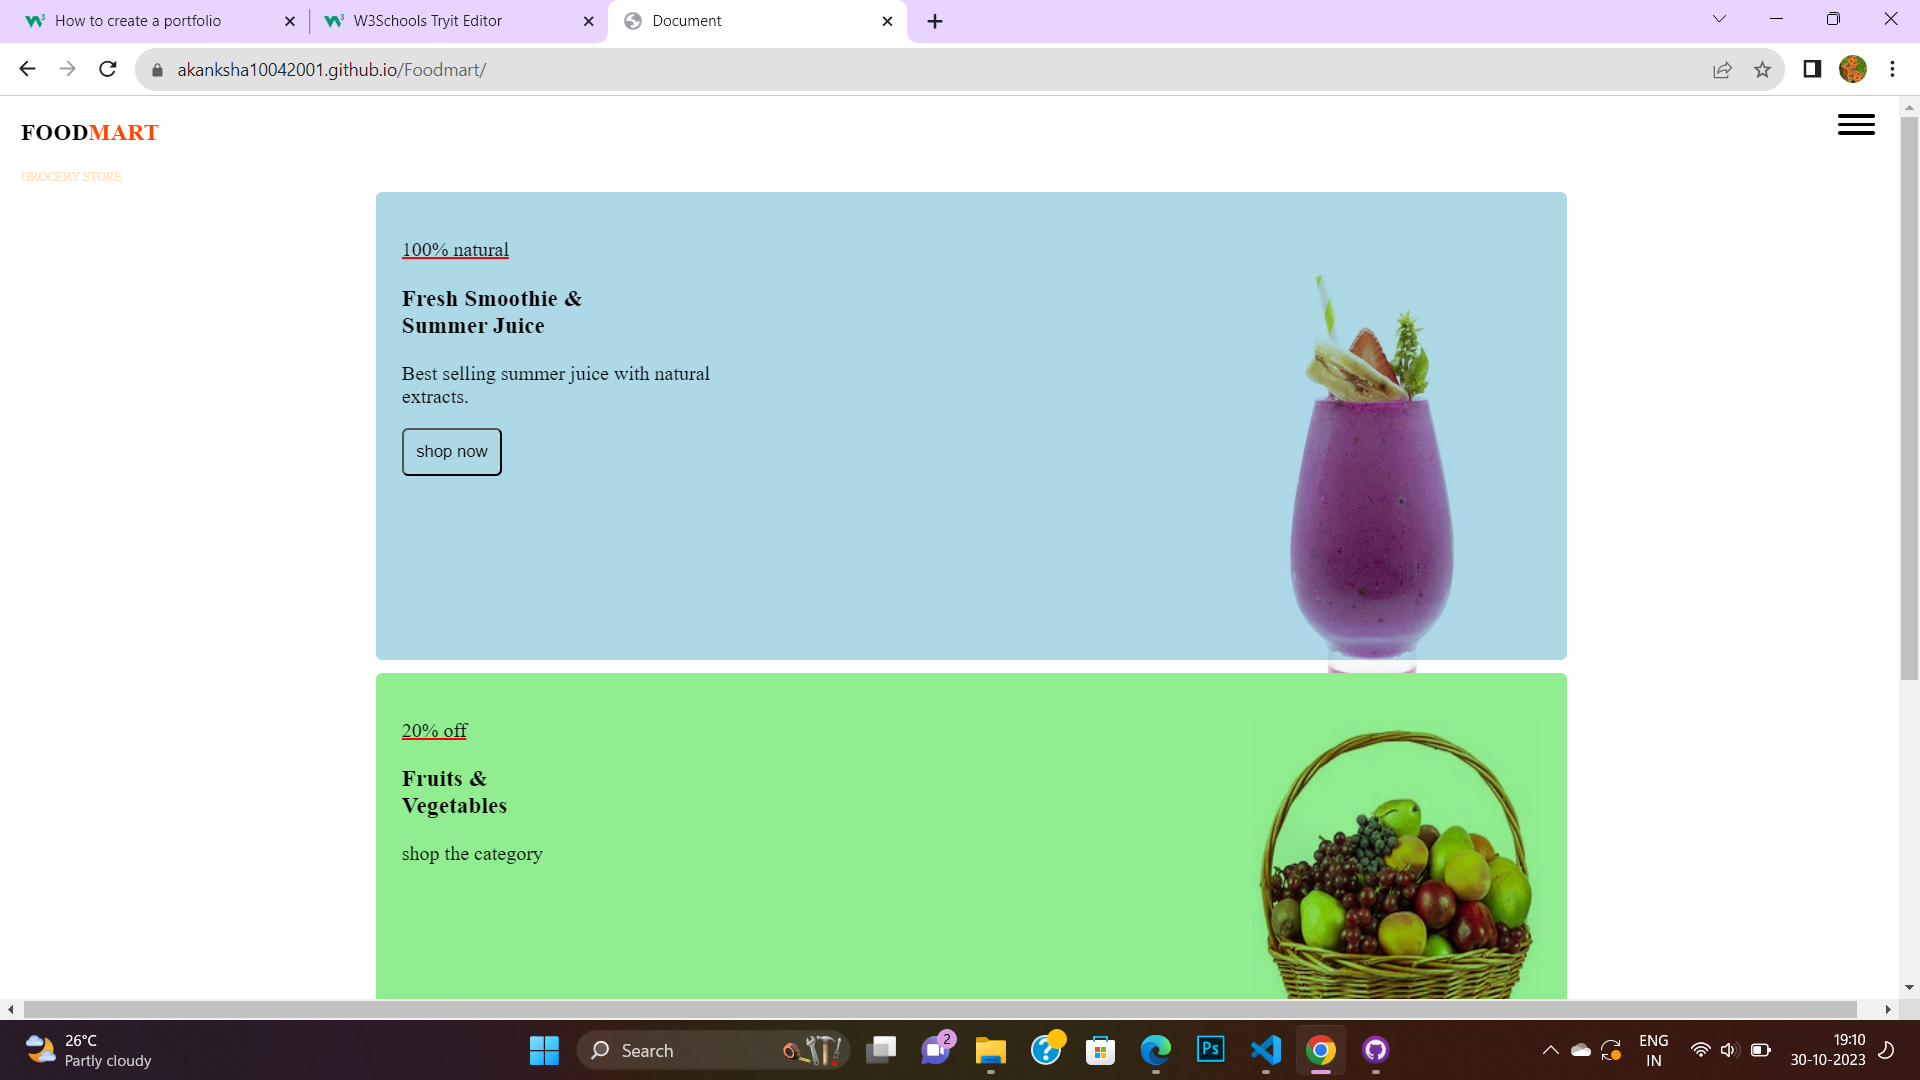 How to create a portfolio
W3Schools Tryit Editor
Document
akanksha10042001.github.io/Foodmart/
FOODMART
GROCERY STORE
100% natural
Fresh Smoothie &
Summer Juice
Best selling summer juice with natural
extracts.
shop now
20% off
Fruits &
Vegetables
shop the category
26°C
Partly cloudy
Search
2
Ps
ENG
IN
19:10
30-10-2023